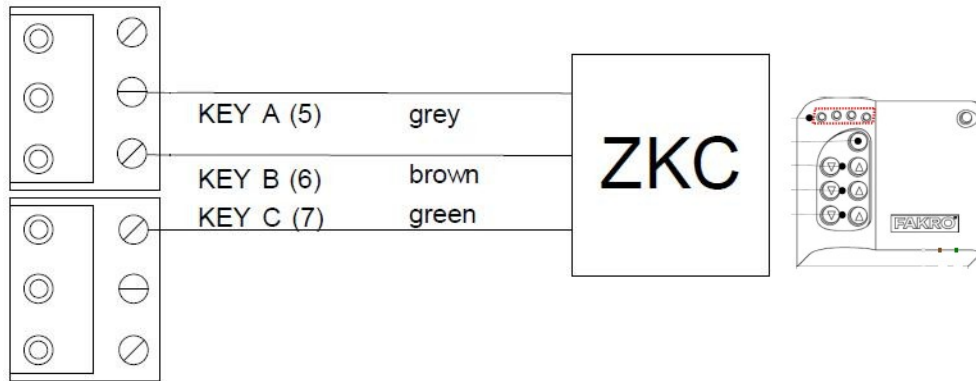 KEY A (5) grey
KEY B (6) brown
KEY C (7) green
ZKC
FAKRO